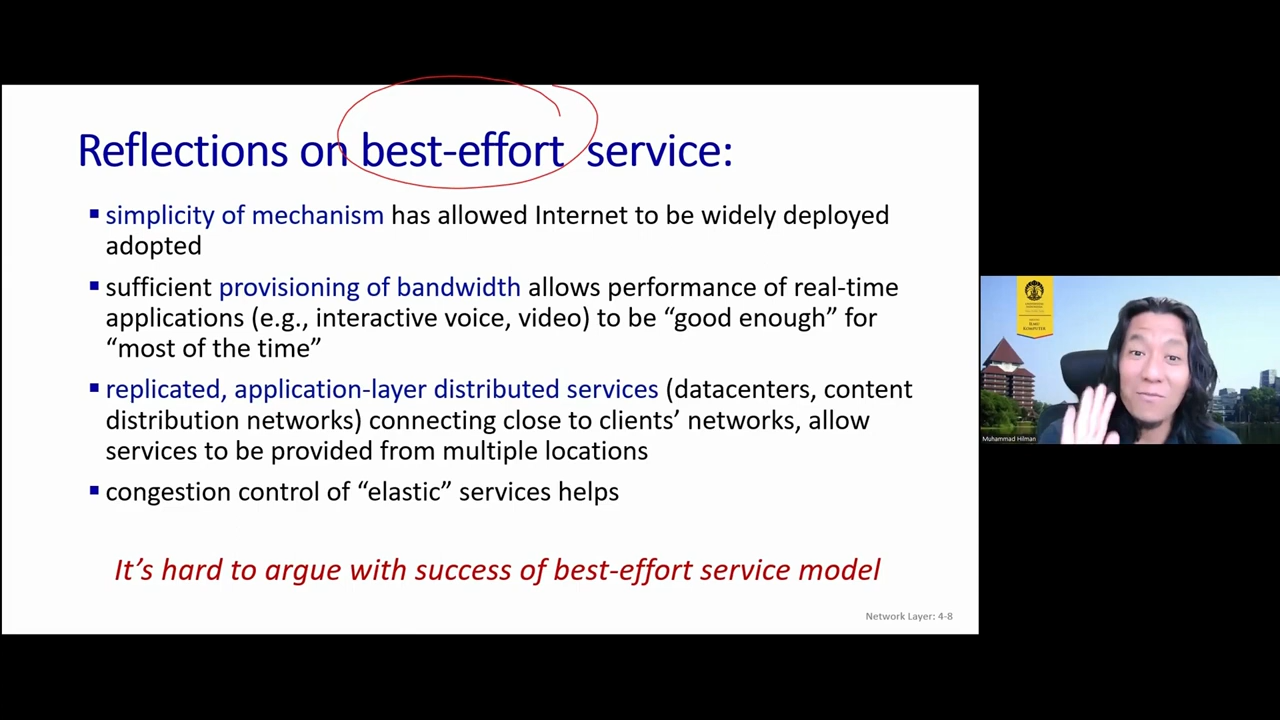 Reflections on best-effort service:
▪ simplicity of mechanism has allowed Internet to be widely deployed
adopted
▪ sufficient provisioning of bandwidth allows performance of real-time
applications (e.g., interactive voice, video) to be “good enough” for
“most of the time”
▪ replicated, application-layer distributed services (datacenters, content
distribution networks) connecting close to clients’ networks, allow
services to be provided from multiple locations
▪ congestion control of “elastic” services helps
It’s hard to argue with success of best-effort service model
Network Layer: 4-8
ILMU
KOMPUTER
Muhammad Hilman